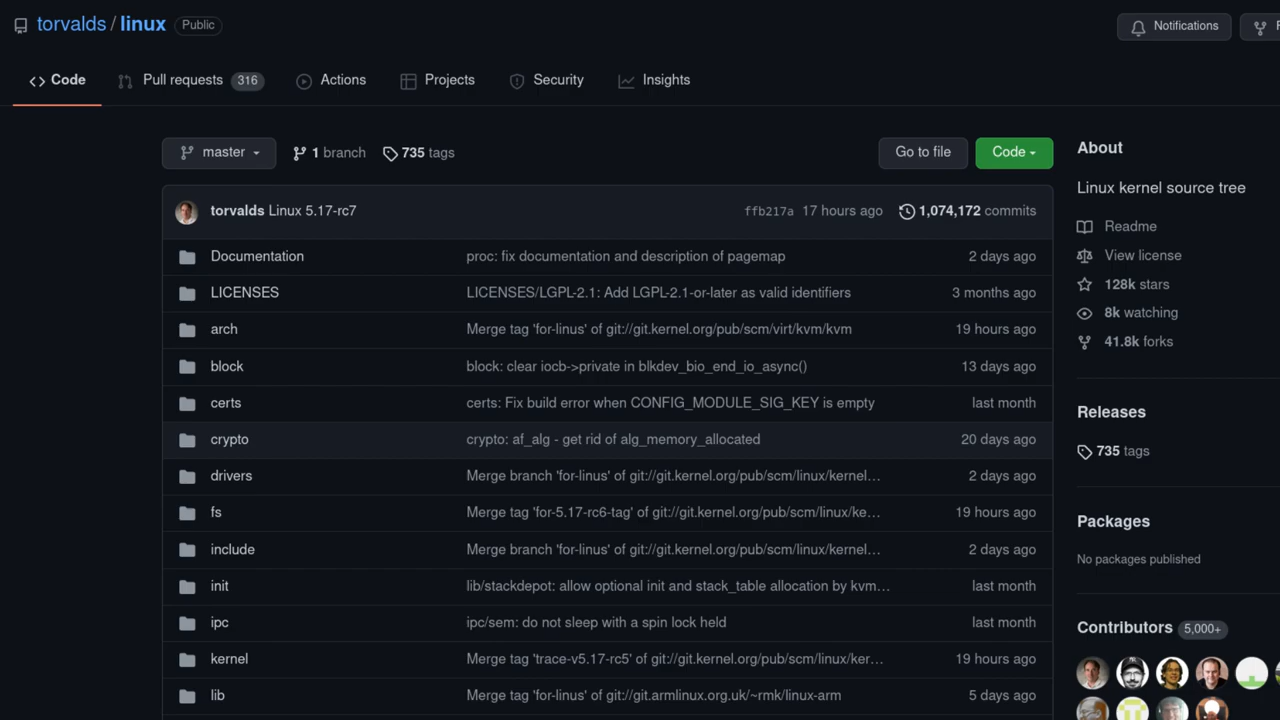 torvalds / linux Public Notifications
Code Pull requests 316 Actions Projects Security Insights
master 1 branch 735 tags Go to file Code
torvalds Linux 5.17-rc7 ffb217a 17 hours ago 1,074,172 commits
Documentation proc: fix documentation and description of pagemap 2 days ago
LICENSES LICENSES/LGPL-2.1: Add LGPL-2.1-or-later as valid identifiers 3 months ago
arch Merge tag 'for-linus' of git://git.kernel.org/pub/scm/virt/kvm/kvm 19 hours ago
block block: clear iocb->private in blkdev_bio_end_io_async() 13 days ago
certs certs: Fix build error when CONFIG_MODULE_SIG_KEY is empty last month
crypto crypto: af_alg - get rid of alg_memory_allocated 20 days ago
drivers Merge branch 'for-linus' of git://git.kernel.org/pub/scm/linux/kernel… 2 days ago
fs Merge tag 'for-5.17-rc6-tag' of git://git.kernel.org/pub/scm/linux/ke… 19 hours ago
include Merge branch 'for-linus' of git://git.kernel.org/pub/scm/linux/kernel… 2 days ago
init lib/stackdepot: allow optional init and stack_table allocation by kvm… last month
ipc ipc/sem: do not sleep with a spin lock held last month
kernel Merge tag 'trace-v5.17-rc5' of git://git.kernel.org/pub/scm/linux/ker… 19 hours ago
lib Merge tag 'for-linus' of git://git.armlinux.org.uk/~rmk/linux-arm 5 days ago
About
Linux kernel source tree
Readme
View license
128k stars
8k watching
41.8k forks
Releases
735 tags
Packages
No packages published
Contributors 5,000+